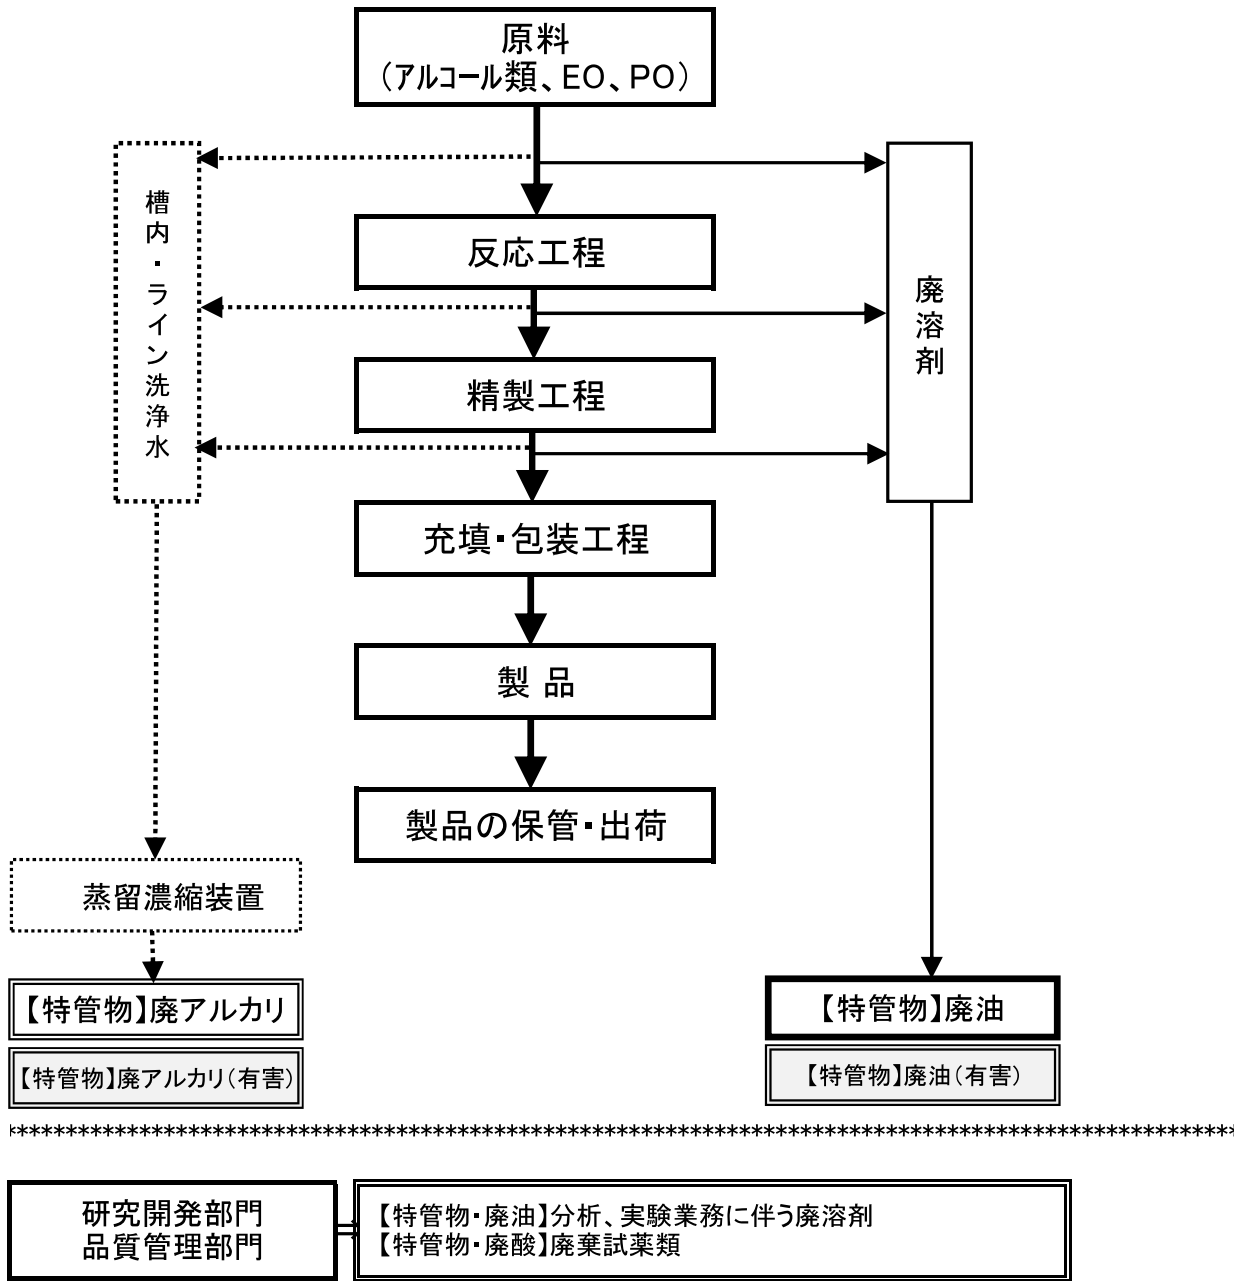 原料
（アルコール類、EO、PO）
槽内・ライン洗浄水
反応工程
廃溶剤
精製工程
充填・包装工程
製 品
製品の保管・出荷
蒸留濃縮装置
【特管物】廃アルカリ
【特管物】廃油
【特管物】廃アルカリ（有害）
【特管物】廃油（有害）
******************************************************************************************************
研究開発部門
品質管理部門
【特管物・廃油】分析、実験業務に伴う廃溶剤
【特管物・廃酸】廃棄試薬類